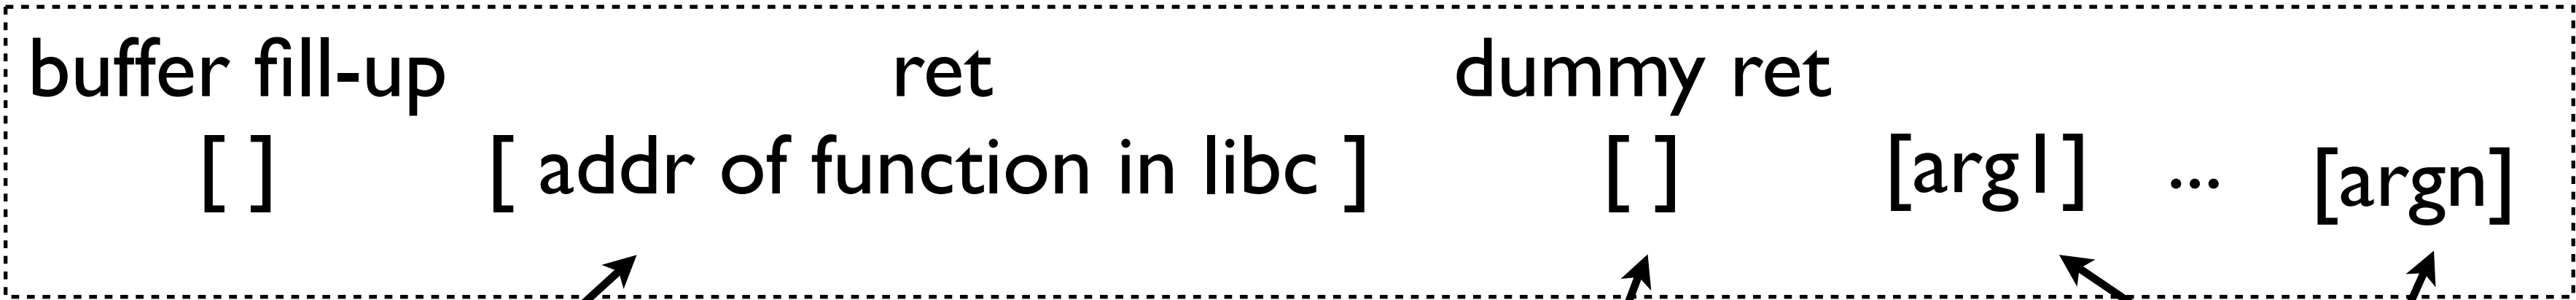 buffer fill-up ret dummy ret
[ ] [ addr of function in libc ] [ ] [arg1] ... [argn]